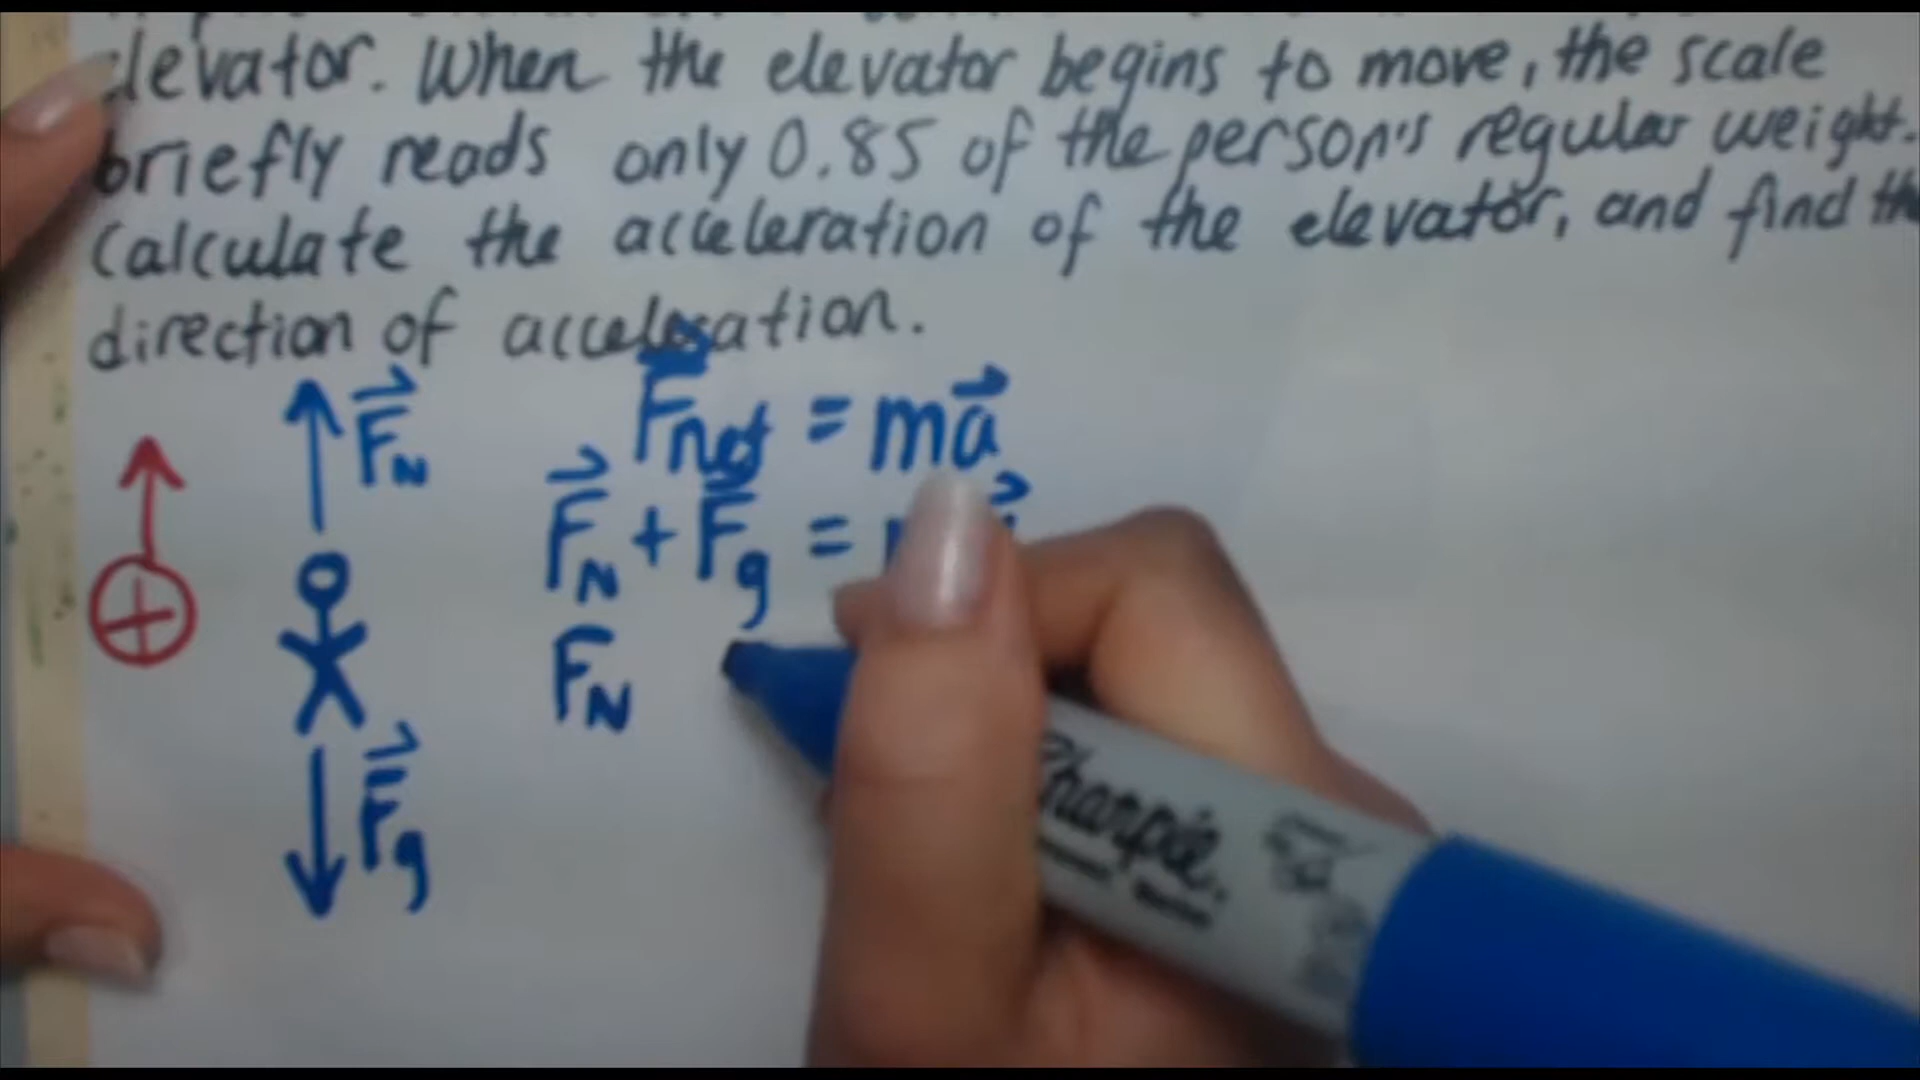 elevator. When the elevator begins to move, the scale
briefly reads only 0.85 of the person's regular weight.
Calculate the acceleration of the elevator, and find
direction of acceleration.
F⃗net = ma⃗
F⃗N
F⃗N + F⃗g =
FN
F⃗g
Sharpie.